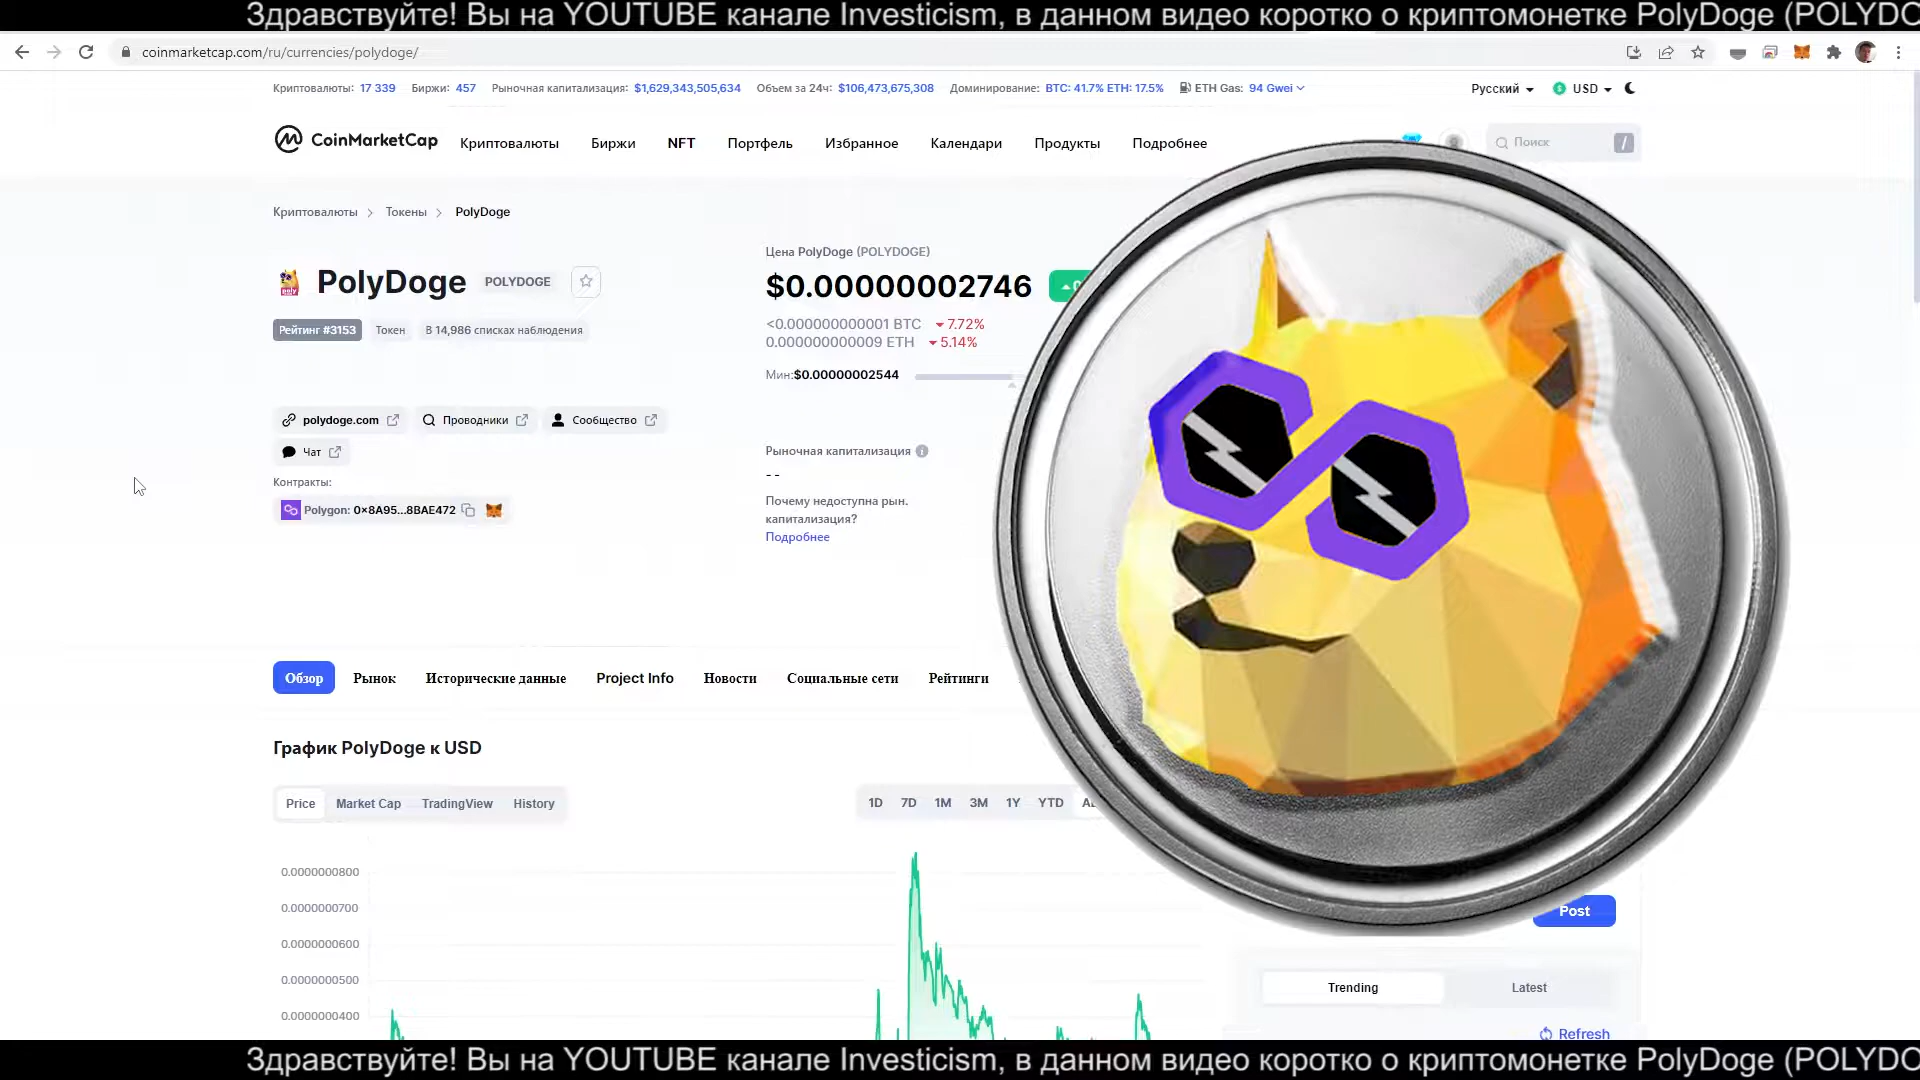 Здравствуйте! Вы на YOUTUBE канале Investicism, в данном видео коротко о криптомонетке PolyDoge (POLYDO
coinmarketcap.com/ru/currencies/polydoge/
Криптовалюты: 17 339 Биржи: 457 Рыночная капитализация: $1,629,343,505,634 Объем за 24ч: $106,473,675,308 Доминирование: BTC: 41.7% ETH: 17.5% ETH Gas: 94 Gwei Русский USD
CoinMarketCap Криптовалюты Биржи NFT Портфель Избранное Календари Продукты Подробнее Поиск /
Криптовалюты Токены PolyDoge
Цена PolyDoge (POLYDOGE)
PolyDoge POLYDOGE
$0.00000002746
<0.000000000001 BTC 7.72%
Рейтинг #3153 Токен В 14,986 списках наблюдения
0.000000000009 ETH 5.14%
Мин:$0.00000002544
polydoge.com Проводники Сообщество
Чат
Рыночная капитализация
- -
Контракты:
Почему недоступна рын.
капитализация?
Polygon: 0x8A95...8BAE472
Подробнее
Обзор Рынок Исторические данные Project Info Новости Социальные сети Рейтинги
График PolyDoge к USD
Price Market Cap TradingView History 1D 7D 1M 3M 1Y YTD
0.0000000800
0.0000000700
Post
0.0000000600
0.0000000500
Trending Latest
0.0000000400
Refresh
Здравствуйте! Вы на YOUTUBE канале Investicism, в данном видео коротко о криптомонетке PolyDoge (POLYDO